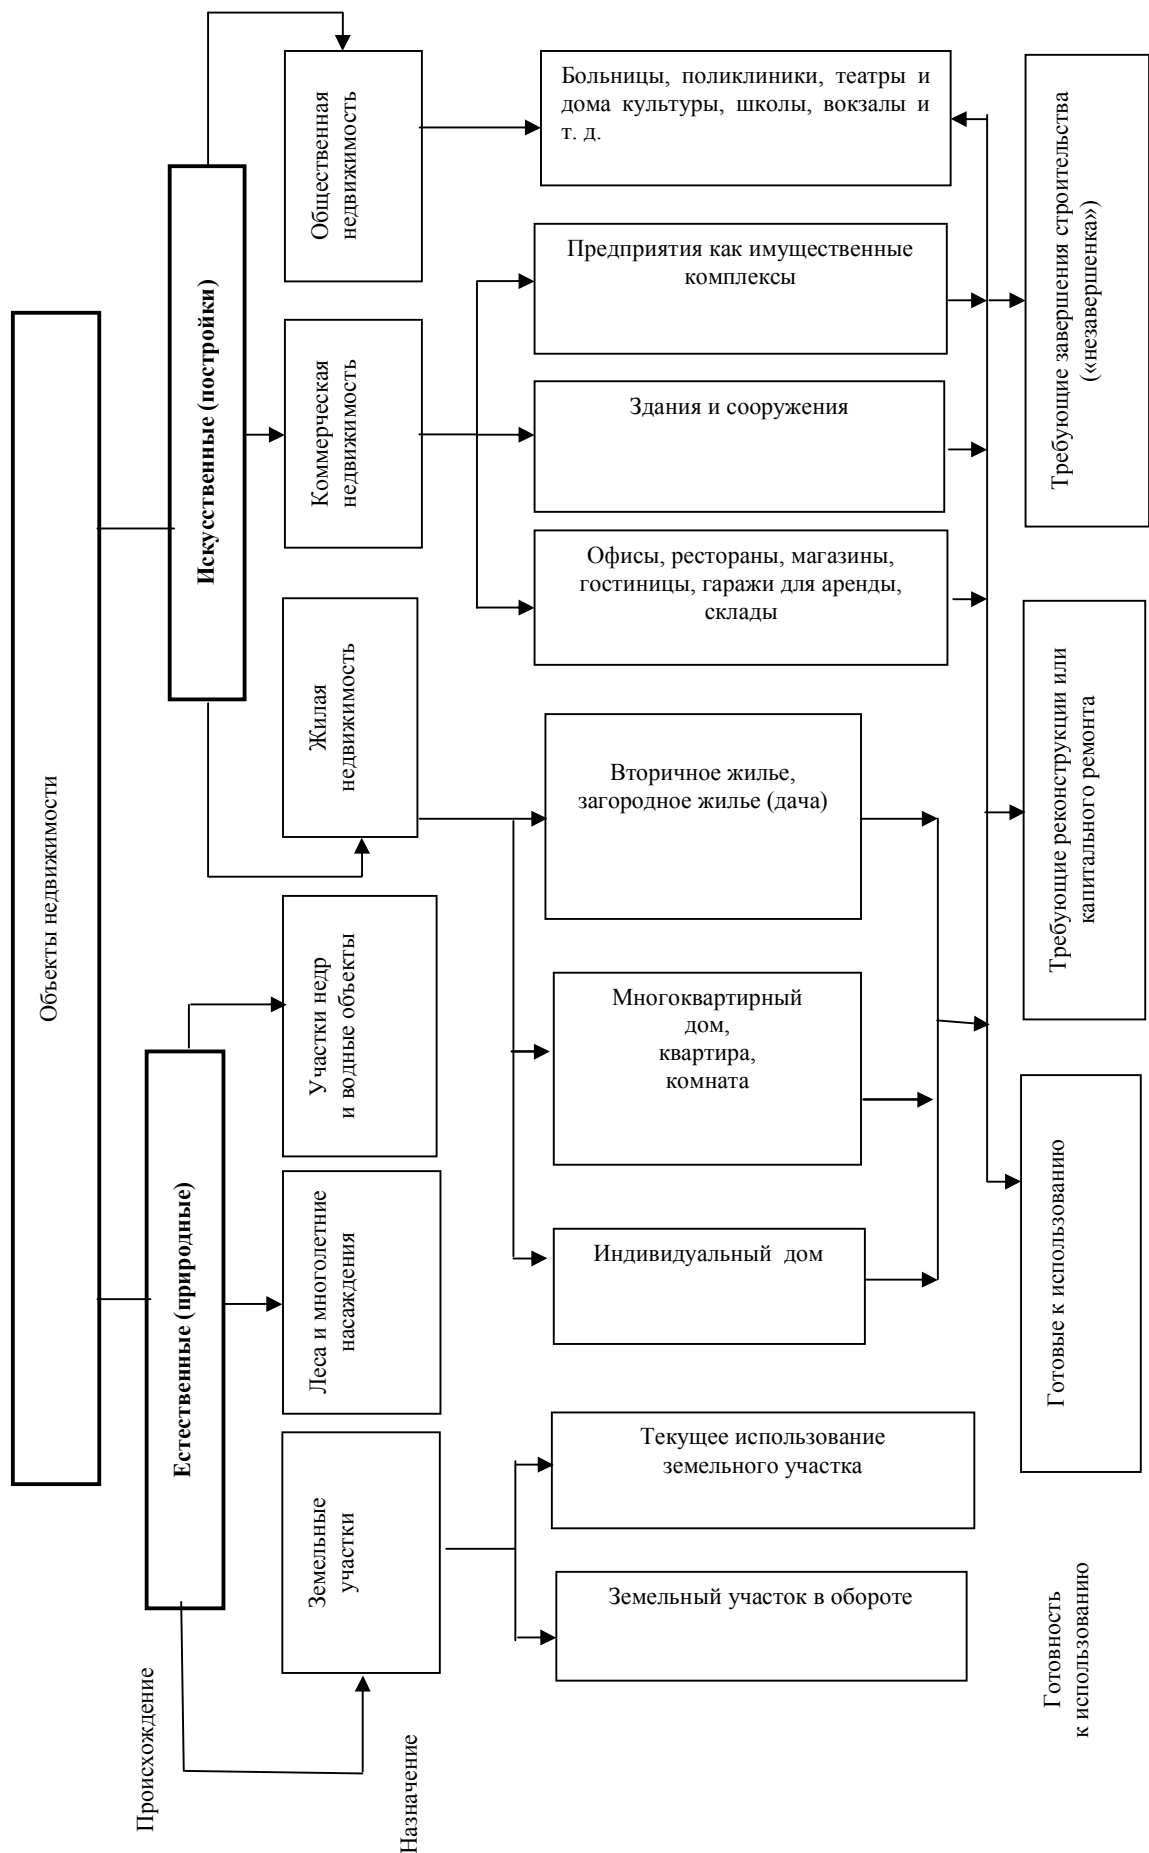 Объекты недвижимости
Происхождение
Естественные (природные)
Искусственные (постройки)
Назначение
Земельные
участки
Леса и многолетние
насаждения
Участки недр
и водные объекты
Жилая
недвижимость
Коммерческая
недвижимость
Общественная
недвижимость
Больницы, поликлиники, театры и
дома культуры, школы, вокзалы и
т. д.
Предприятия как имущественные
комплексы
Здания и сооружения
Офисы, рестораны, магазины,
гостиницы, гаражи для аренды,
склады
Вторичное жилье,
загородное жилье (дача)
Многоквартирный
дом,
квартира,
комната
Индивидуальный дом
Текущее использование
земельного участка
Земельный участок в обороте
Готовность
к использованию
Готовые к использованию
Требующие реконструкции или
капитального ремонта
Требующие завершения строительства
(«незавершенка»)